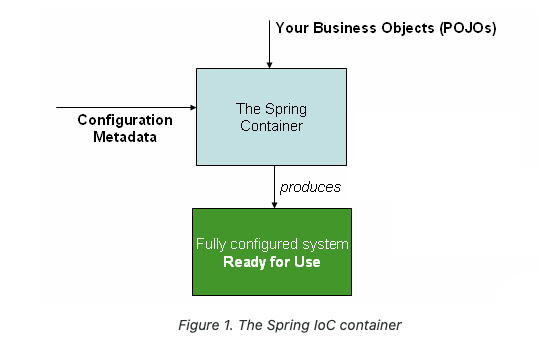 Your Business Objects (POJOs)
Configuration
Metadata
The Spring
Container
produces
Fully configured system
Ready for Use
Figure 1. The Spring IoC container